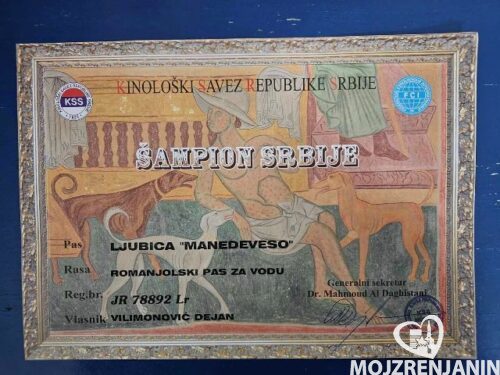 KINOLOŠKI SAVEZ REPUBLIKE SRBIJE
KSS
FCI
ŠAMPION SRBIJE
Pas LJUBICA "MANEDEVESO"
Rasa ROMANJOLSKI PAS ZA VODU
Reg.br. JR 78892 Lr
Vlasnik VILIMONOVIĆ DEJAN
Generalni sekretar
Dr. Mahmoud Al Daghistani
MOJZRENJANIN